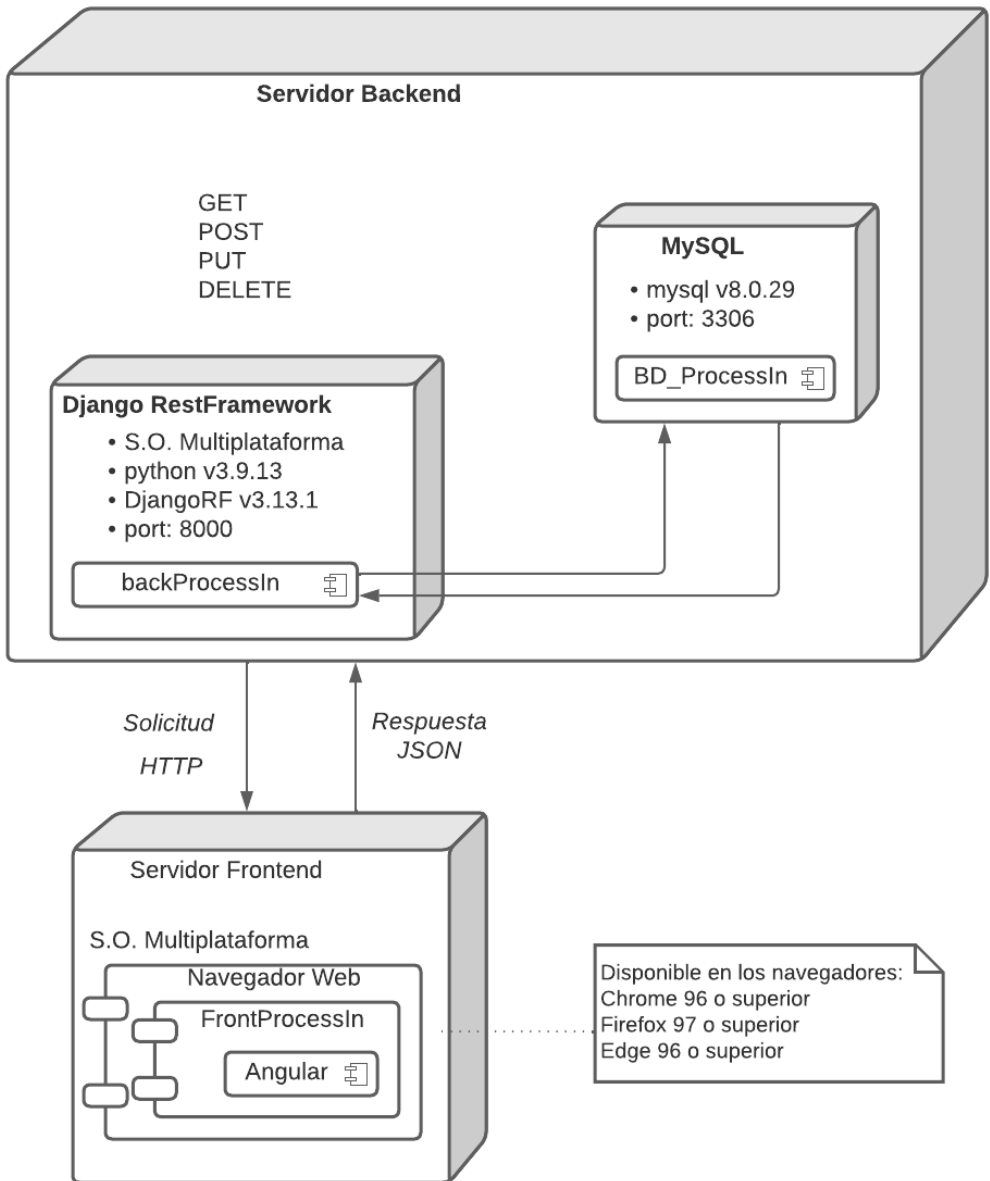 Servidor Backend
GET
POST
PUT
DELETE
MySQL
• mysql v8.0.29
• port: 3306
BD_ProcessIn
Django RestFramework
• S.O. Multiplataforma
• python v3.9.13
• DjangoRF v3.13.1
• port: 8000
backProcessIn
Solicitud
HTTP
Respuesta
JSON
Servidor Frontend
S.O. Multiplataforma
Navegador Web
FrontProcessIn
Angular
Disponible en los navegadores:
Chrome 96 o superior
Firefox 97 o superior
Edge 96 o superior